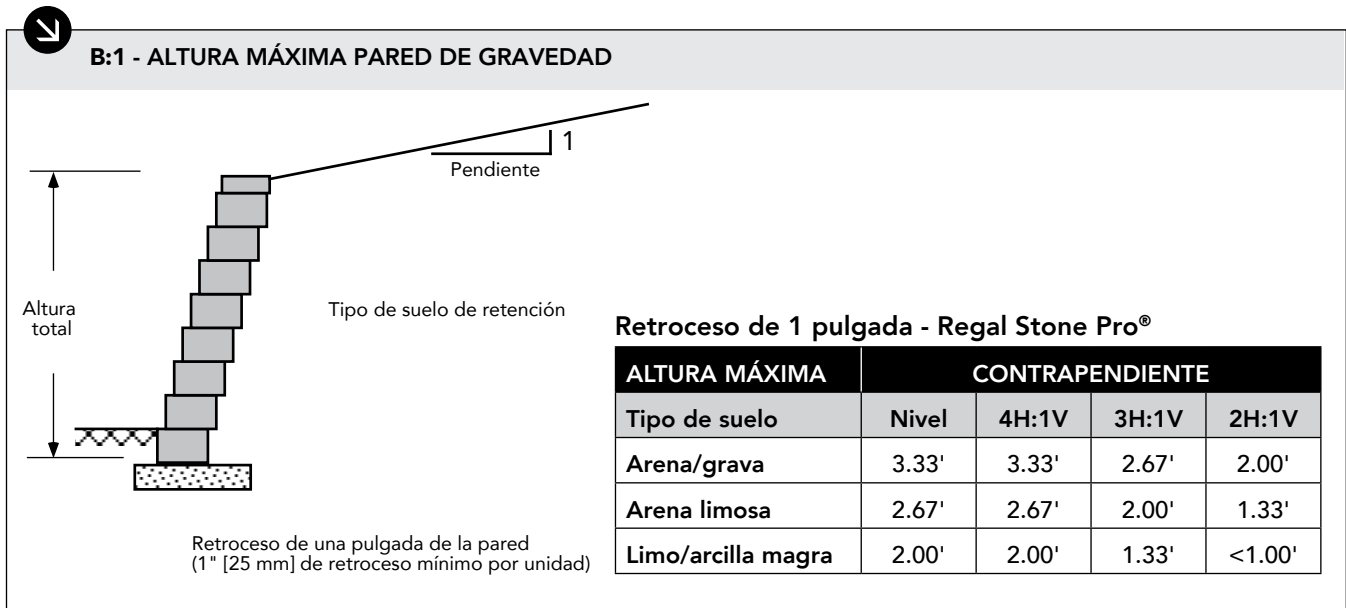 B:1 - ALTURA MÁXIMA PARED DE GRAVEDAD
1
Pendiente
Altura
total
Tipo de suelo de retención
Retroceso de una pulgada de la pared
(1" [25 mm] de retroceso mínimo por unidad)
Retroceso de 1 pulgada - Regal Stone Pro®
ALTURA MÁXIMA CONTRAPENDIENTE
Tipo de suelo Nivel 4H:1V 3H:1V 2H:1V
Arena/grava 3.33' 3.33' 2.67' 2.00'
Arena limosa 2.67' 2.67' 2.00' 1.33'
Limo/arcilla magra 2.00' 2.00' 1.33' <1.00'